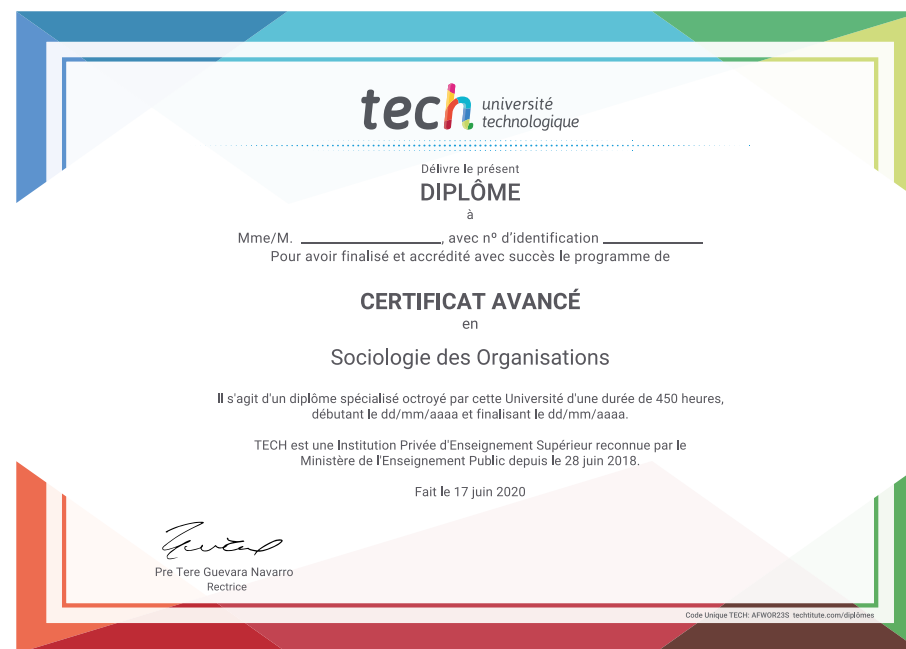 tech université
technologique
Délivre le présent
DIPLÔME
à
Mme/M. ____________________, avec nº d'identification ______________
Pour avoir finalisé et accrédité avec succès le programme de
CERTIFICAT AVANCÉ
en
Sociologie des Organisations
Il s'agit d'un diplôme spécialisé octroyé par cette Université d'une durée de 450 heures,
débutant le dd/mm/aaaa et finalisant le dd/mm/aaaa.
TECH est une Institution Privée d'Enseignement Supérieur reconnue par le
Ministère de l'Enseignement Public depuis le 28 juin 2018.
Fait le 17 juin 2020
Pre Tere Guevara Navarro
Rectrice
Code Unique TECH: AFWOR23S techtitute.com/diplômes